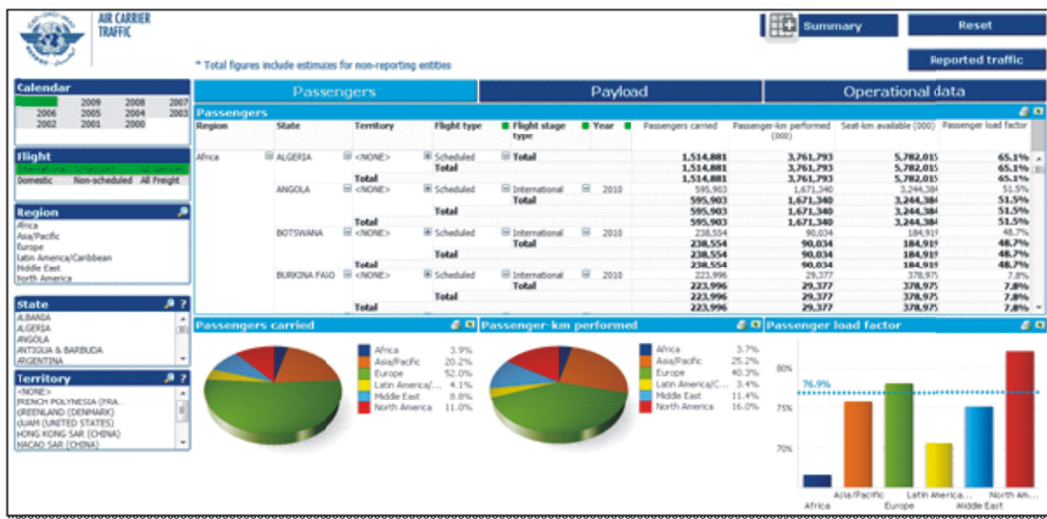 AIR CARRIER
TRAFFIC
Summary
Reset
Reported traffic
* Total figures include estimates for non-reporting entities
Calendar
2009 2008 2007
2006 2005 2004 2003
2002 2001 2000
Flight
Domestic Non-scheduled All Freight
Region
Africa
Asia/Pacific
Europe
Latin America/Caribbean
Middle East
North America
State
ALBANIA
ALGERIA
ANGOLA
ANTIGUA & BARBUDA
ARGENTINA
Territory
<NONE>
FRENCH POLYNESIA (FRA...
GREENLAND (DENMARK)
GUAM (UNITED STATES)
HONG KONG SAR (CHINA)
MACAO SAR (CHINA)
Passengers Payload Operational data
Passengers
Region State Territory Flight type Flight stage type Year Passengers carried Passenger-km performed (000) Seat-km available (000) Passenger load factor
Africa ALGERIA <NONE> Scheduled Total 1,514,881 3,761,793 5,782,015 65.1%
Total 1,514,881 3,761,793 5,782,015 65.1%
Total 1,514,881 3,761,793 5,782,015 65.1%
ANGOLA <NONE> Scheduled International 2010 595,903 1,671,340 3,244,384 51.5%
Total 595,903 1,671,340 3,244,384 51.5%
Total 595,903 1,671,340 3,244,384 51.5%
Total 595,903 1,671,340 3,244,384 51.5%
BOTSWANA <NONE> Scheduled International 2010 238,554 90,034 184,919 48.7%
Total 238,554 90,034 184,919 48.7%
Total 238,554 90,034 184,919 48.7%
Total 238,554 90,034 184,919 48.7%
BURKINA FASO <NONE> Scheduled International 2010 223,996 29,377 378,975 7.8%
Total 223,996 29,377 378,975 7.8%
Total 223,996 29,377 378,975 7.8%
Total 223,996 29,377 378,975 7.8%
Passengers carried
Africa 3.9%
Asia/Pacific 20.2%
Europe 52.0%
Latin America/... 4.1%
Middle East 8.8%
North America 11.0%
Passenger-km performed
Africa 3.7%
Asia/Pacific 25.2%
Europe 40.3%
Latin America/C... 3.4%
Middle East 11.4%
North America 16.0%
Passenger load factor
80%
76.9%
75%
70%
Asia/Pacific Latin America... North Am...
Africa Europe Middle East